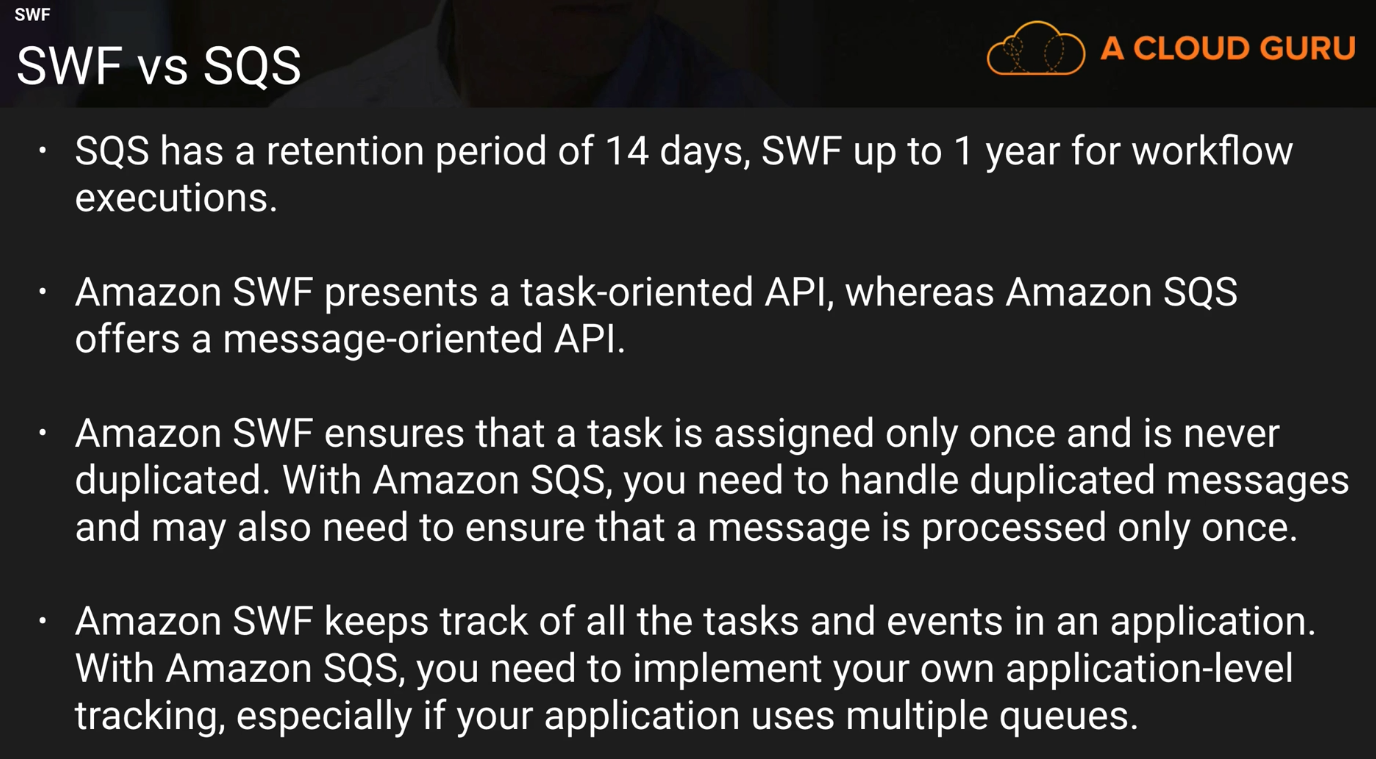 SWF
SWF vs SQS
A CLOUD GURU
• SQS has a retention period of 14 days, SWF up to 1 year for workflow
executions.
• Amazon SWF presents a task-oriented API, whereas Amazon SQS
offers a message-oriented API.
• Amazon SWF ensures that a task is assigned only once and is never
duplicated. With Amazon SQS, you need to handle duplicated messages
and may also need to ensure that a message is processed only once.
• Amazon SWF keeps track of all the tasks and events in an application.
With Amazon SQS, you need to implement your own application-level
tracking, especially if your application uses multiple queues.